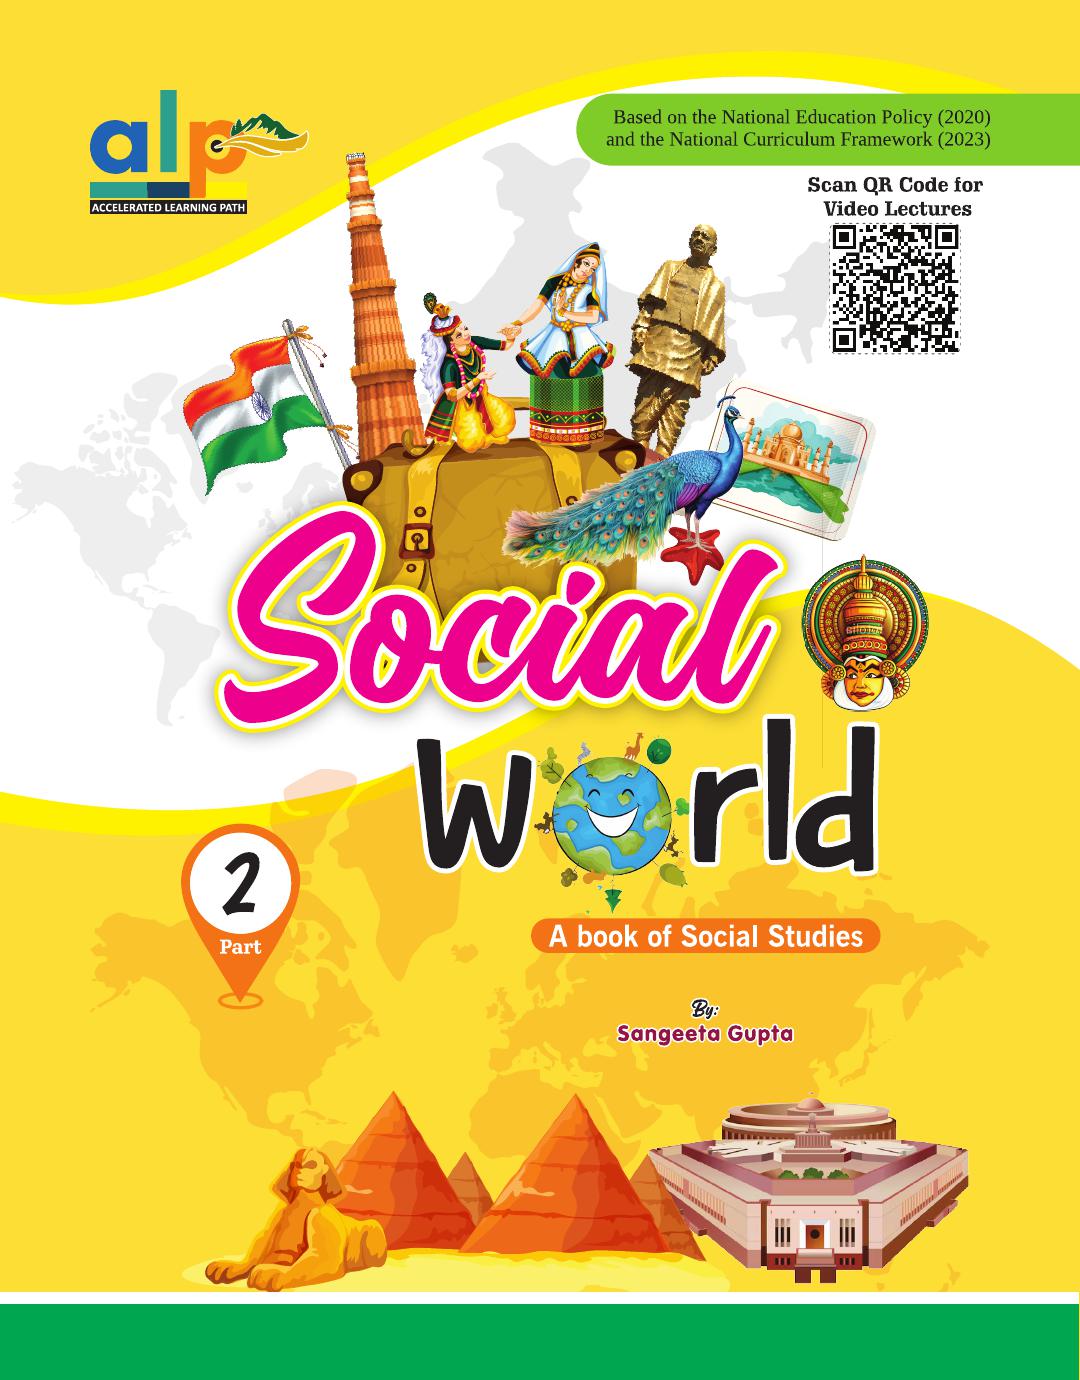 alp
ACCELERATED LEARNING PATH
Based on the National Education Policy (2020)
and the National Curriculum Framework (2023)
Scan QR Code for
Video Lectures
Social
World
2
Part
A book of Social Studies
By:
Sangeeta Gupta